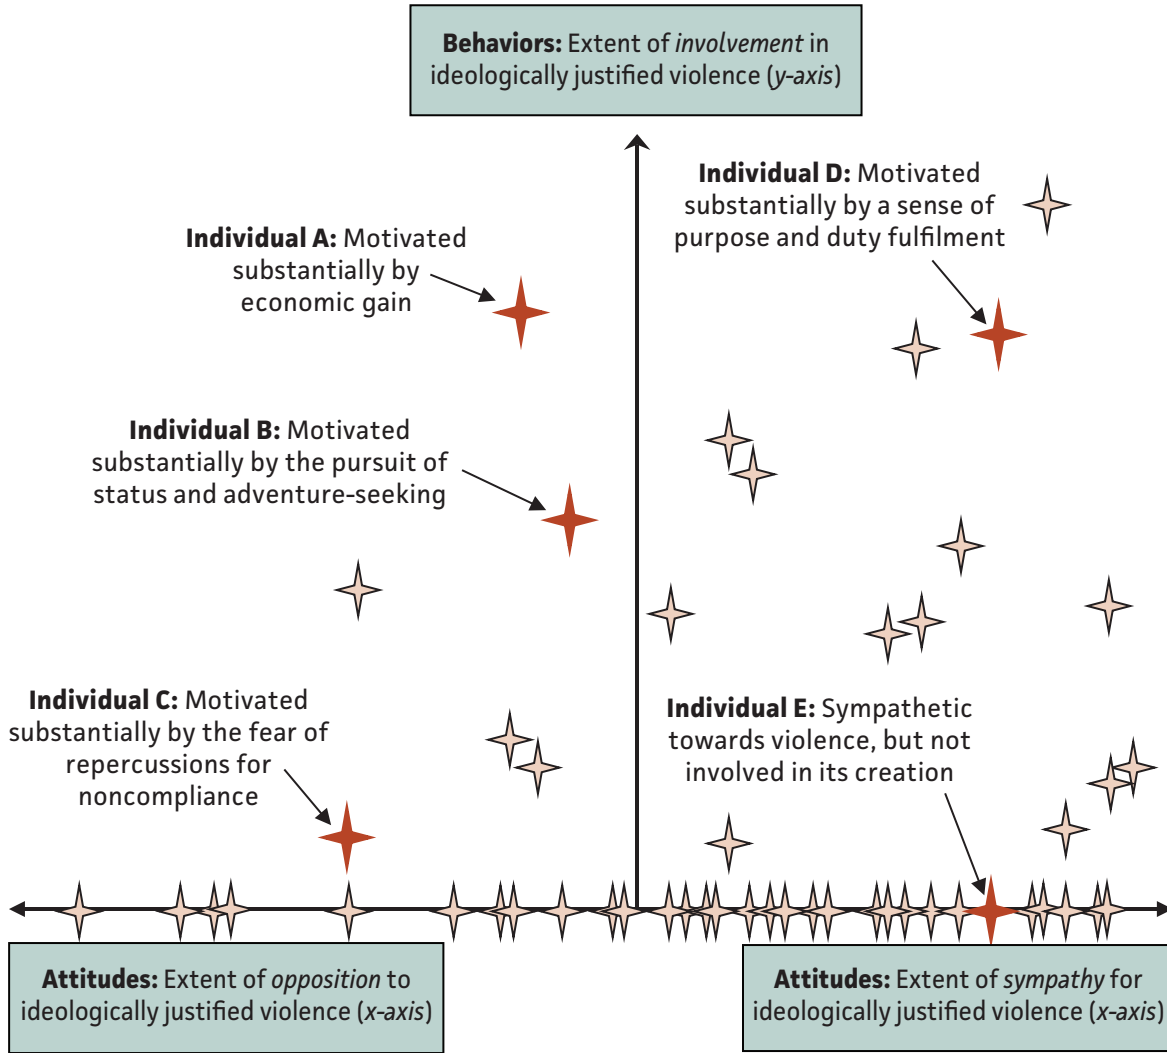 Behaviors: Extent of involvement in
ideologically justified violence (y-axis)
Individual D: Motivated
substantially by a sense of
purpose and duty fulfilment
Individual A: Motivated
substantially by
economic gain
Individual B: Motivated
substantially by the pursuit of
status and adventure-seeking
Individual C: Motivated
substantially by the fear of
repercussions for
noncompliance
Individual E: Sympathetic
towards violence, but not
involved in its creation
Attitudes: Extent of opposition to
ideologically justified violence (x-axis)
Attitudes: Extent of sympathy for
ideologically justified violence (x-axis)